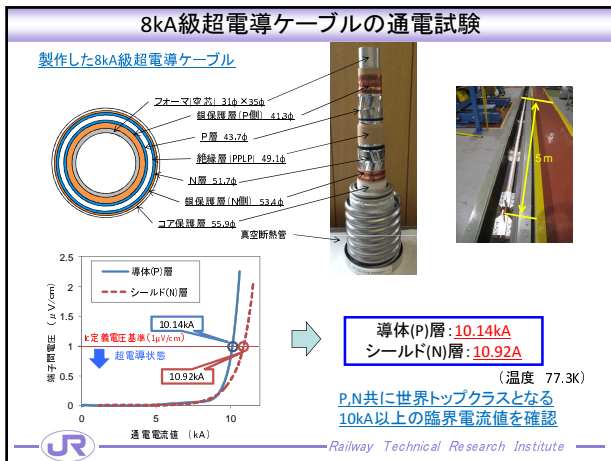 8kA級超電導ケーブルの通電試験
製作した8kA級超電導ケーブル
フォーマ(空芯) 31φ×35φ
銅保護層(P側) 41.3φ
P層 43.7φ
絶縁層(PPLP) 49.1φ
N層 51.7φ
銅保護層(N側) 53.4φ
コア保護層 55.9φ
真空断熱管
5m
2.5
2
1.5
1
0.5
0
端子間電圧 (μV/cm)
導体(P)層
シールド(N)層
10.14kA
Ic定義電圧基準(1μV/cm)
超電導状態
10.92kA
0
5
10
通電電流値 (kA)
導体(P)層:10.14kA
シールド(N)層:10.92A
(温度 77.3K)
P,N共に世界トップクラスとなる
10kA以上の臨界電流値を確認
JR
Railway Technical Research Institute